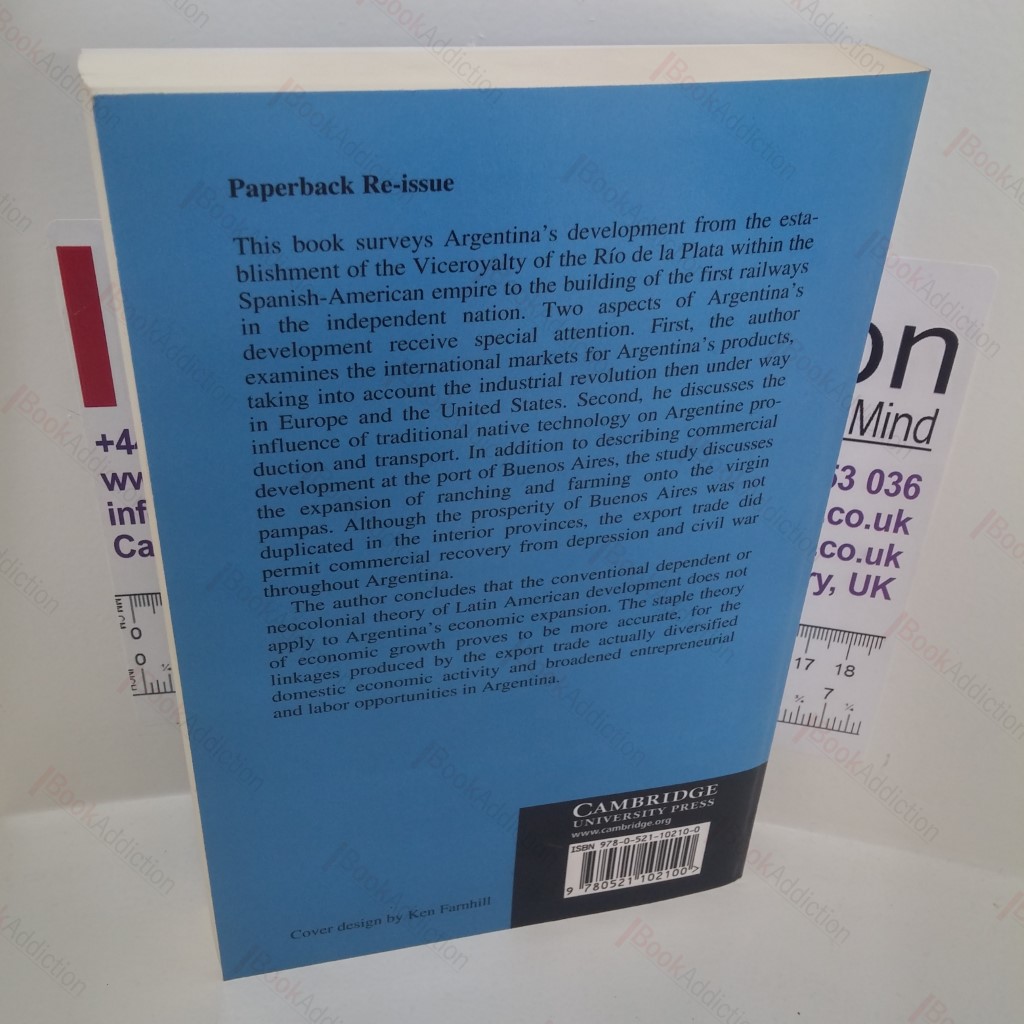 Paperback Re-issue
This book surveys Argentina's development from the esta-
blishment of the Viceroyalty of the Río de la Plata within the
Spanish-American empire to the building of the first railways
in the independent nation. Two aspects of Argentina's
development receive special attention. First, the author
examines the international markets for Argentina's products,
taking into account the industrial revolution then under way
in Europe and the United States. Second, he discusses the
influence of traditional native technology on Argentine pro-
duction and transport. In addition to describing commercial
development at the port of Buenos Aires, the study discusses
the expansion of ranching and farming onto the virgin
pampas. Although the prosperity of Buenos Aires was not
duplicated in the interior provinces, the export trade did
permit commercial recovery from depression and civil war
throughout Argentina.
The author concludes that the conventional dependent or
neocolonial theory of Latin American development does not
apply to Argentina's economic expansion. The staple theory
of economic growth proves to be more accurate, for the
linkages produced by the export trade actually diversified
domestic economic activity and broadened entrepreneurial
and labor opportunities in Argentina.
CAMBRIDGE
UNIVERSITY PRESS
www.cambridge.org
ISBN 978-0-521-10210-0
9 780521 102100 >
Cover design by Ken Farnhill
on
Mind
+44
53 036
ww
.co.uk
inf
.co.uk
Ca
ry, UK
0
0
17 18
7
BookAddiction